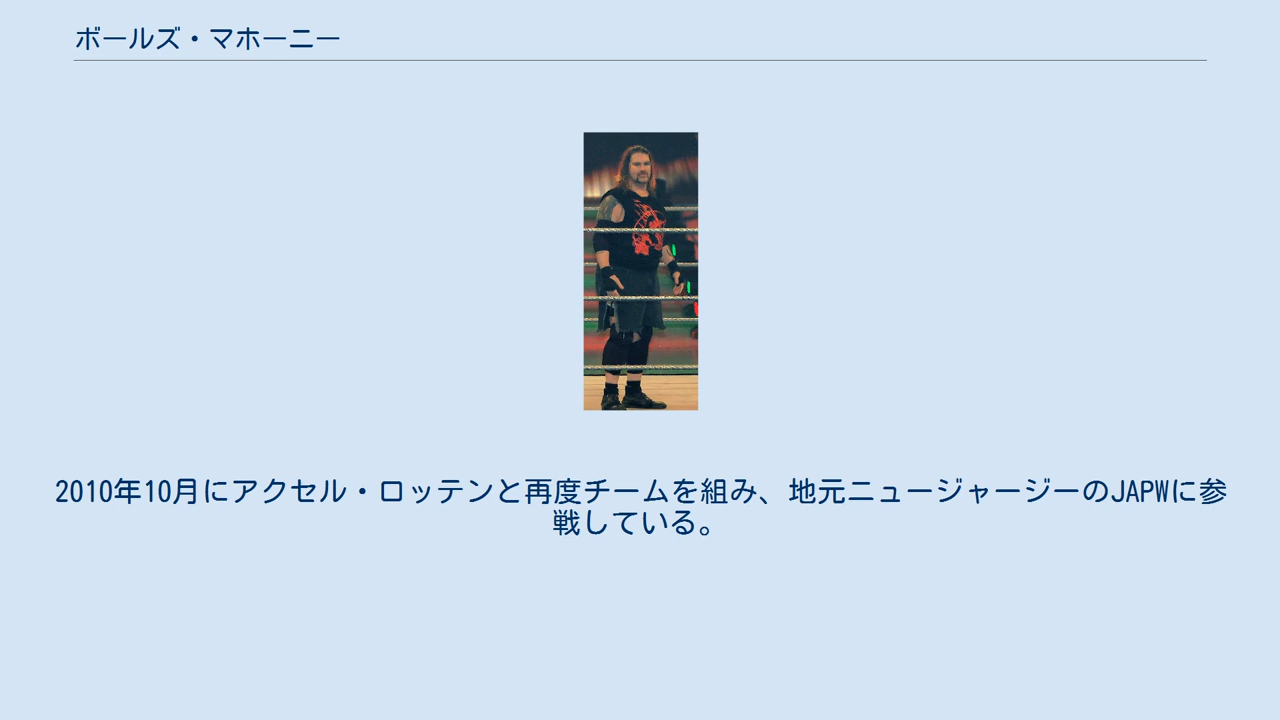 ボールズ・マホーニー
2010年10月にアクセル・ロッテンと再度チームを組み、地元ニュージャージーのJAPWに参
戦している。